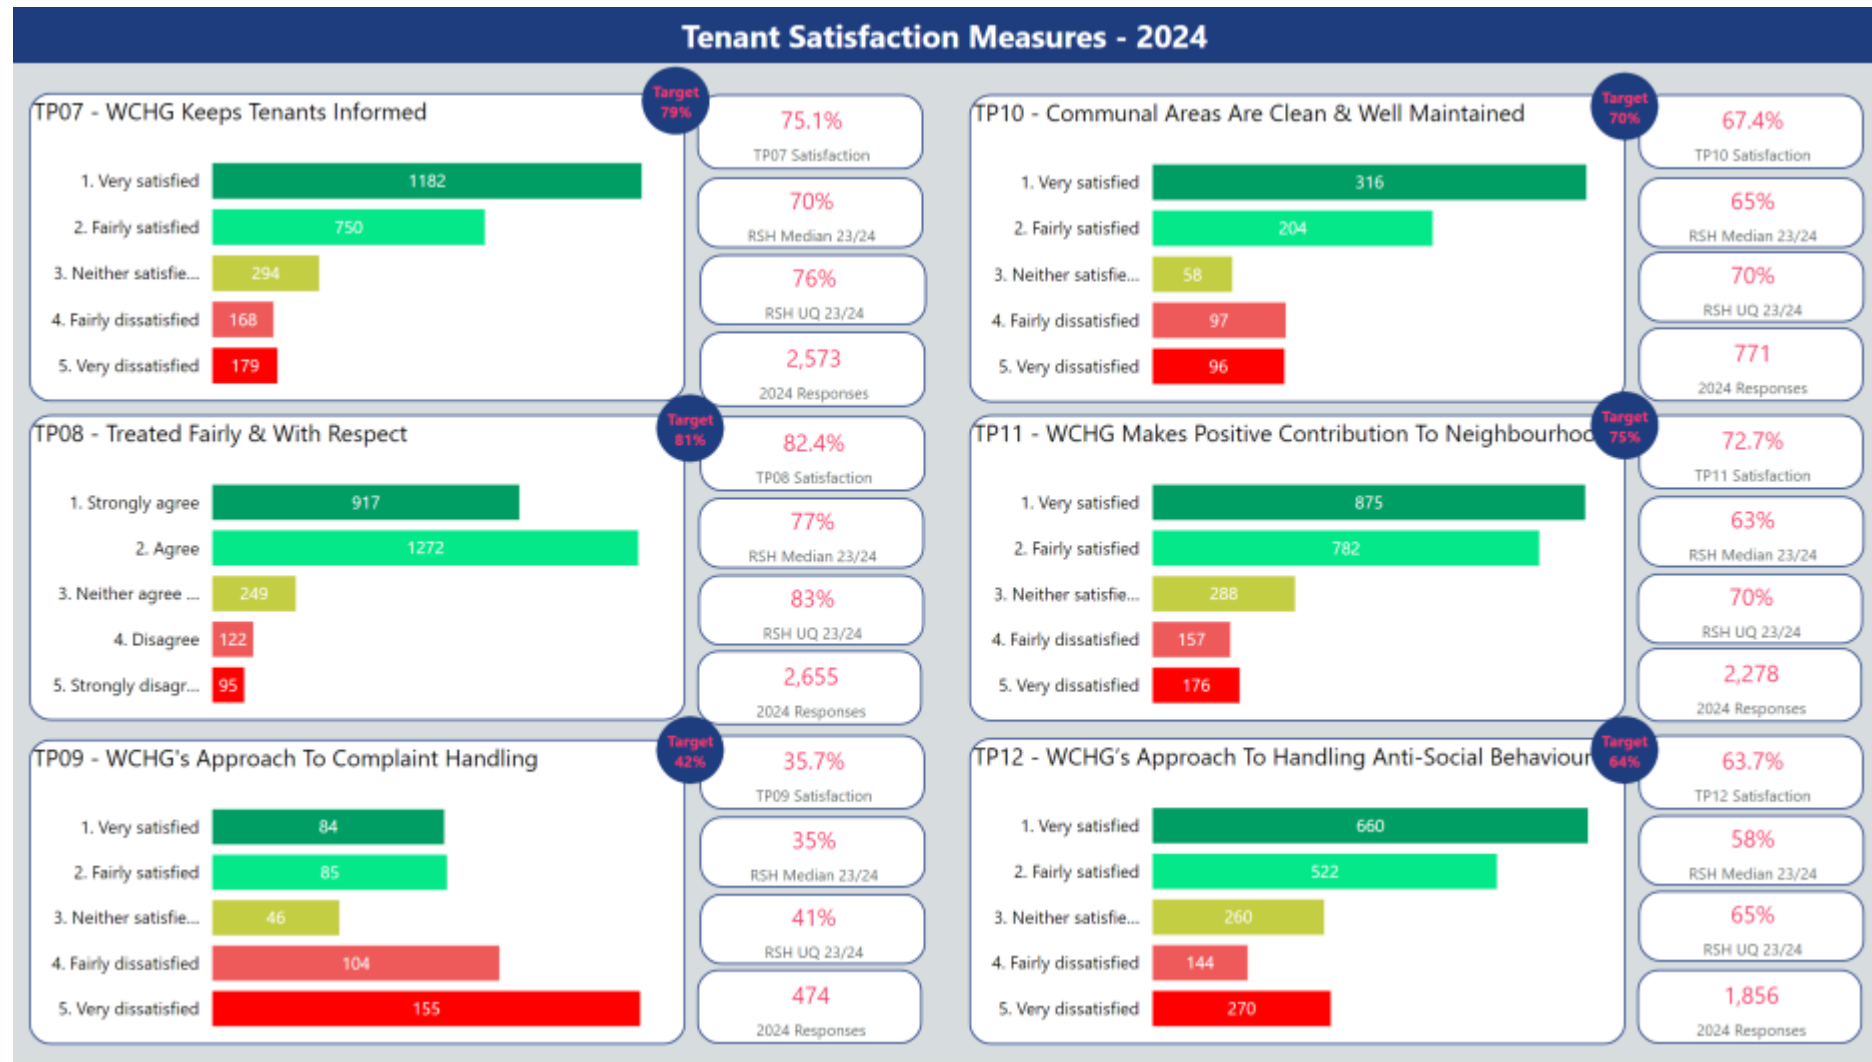 Tenant Satisfaction Measures - 2024
TP07 - WCHG Keeps Tenants Informed
Target
79%
1. Very satisfied 1182
2. Fairly satisfied 750
3. Neither satisfie... 294
4. Fairly dissatisfied 168
5. Very dissatisfied 179
75.1%
TP07 Satisfaction
70%
RSH Median 23/24
76%
RSH UQ 23/24
2,573
2024 Responses
TP08 - Treated Fairly & With Respect
Target
81%
1. Strongly agree 917
2. Agree 1272
3. Neither agree ... 249
4. Disagree 122
5. Strongly disagr... 95
82.4%
TP08 Satisfaction
77%
RSH Median 23/24
83%
RSH UQ 23/24
2,655
2024 Responses
TP09 - WCHG's Approach To Complaint Handling
Target
42%
1. Very satisfied 84
2. Fairly satisfied 85
3. Neither satisfie... 46
4. Fairly dissatisfied 104
5. Very dissatisfied 155
35.7%
TP09 Satisfaction
35%
RSH Median 23/24
41%
RSH UQ 23/24
474
2024 Responses
TP10 - Communal Areas Are Clean & Well Maintained
Target
70%
1. Very satisfied 316
2. Fairly satisfied 204
3. Neither satisfie... 58
4. Fairly dissatisfied 97
5. Very dissatisfied 96
67.4%
TP10 Satisfaction
65%
RSH Median 23/24
70%
RSH UQ 23/24
771
2024 Responses
TP11 - WCHG Makes Positive Contribution To Neighbourhoo
Target
75%
1. Very satisfied 875
2. Fairly satisfied 782
3. Neither satisfie... 288
4. Fairly dissatisfied 157
5. Very dissatisfied 176
72.7%
TP11 Satisfaction
63%
RSH Median 23/24
70%
RSH UQ 23/24
2,278
2024 Responses
TP12 - WCHG's Approach To Handling Anti-Social Behaviour
Target
64%
1. Very satisfied 660
2. Fairly satisfied 522
3. Neither satisfie... 260
4. Fairly dissatisfied 144
5. Very dissatisfied 270
63.7%
TP12 Satisfaction
58%
RSH Median 23/24
65%
RSH UQ 23/24
1,856
2024 Responses